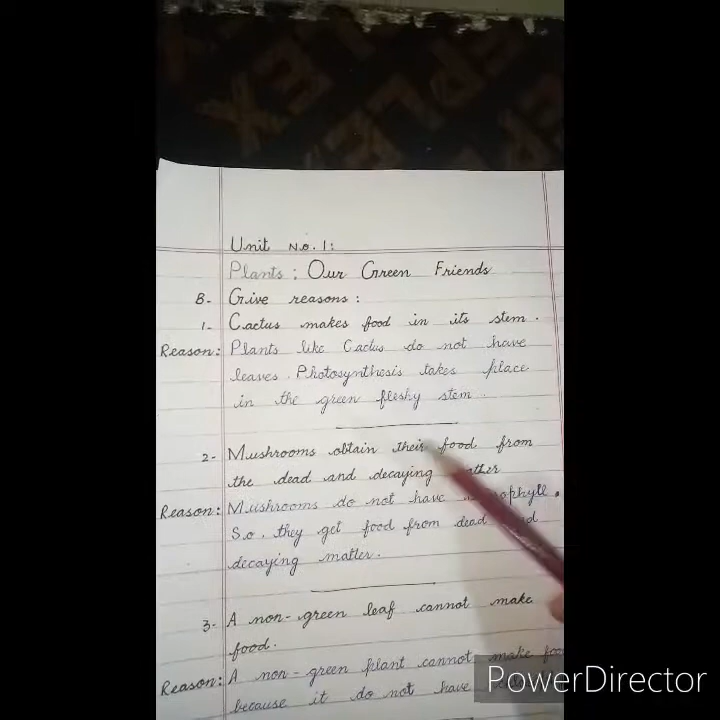 Unit No. 1:
Plants: Our Green Friends
B- Give reasons:
1- Cactus makes food in its stem.
Reason: Plants like Cactus do not have
leaves. Photosynthesis takes place
in the green fleshy stem.
2- Mushrooms obtain their food from
the dead and decaying
Reason: Mushrooms do not have
So, they get food from dead
decaying matter.
3- A non-green leaf cannot make
food.
Reason: A non-green plant cannot make
because it do not have
PowerDirector